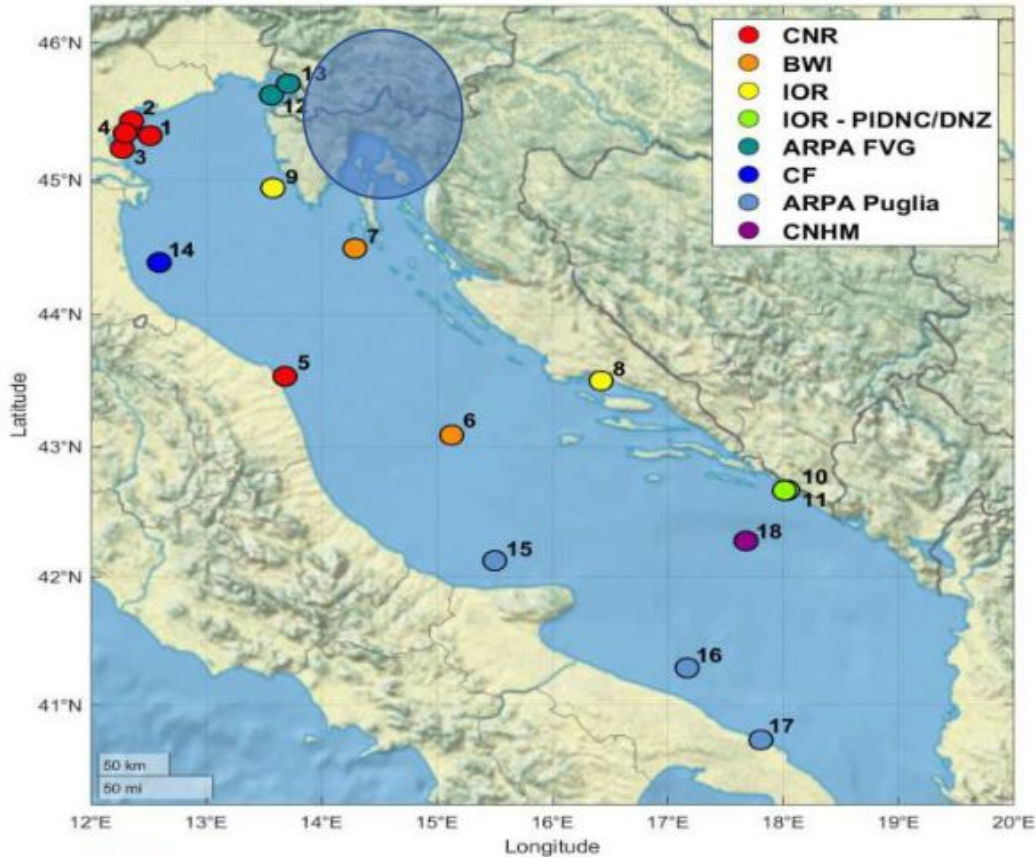 46°N
45°N
44°N
43°N
42°N
41°N
Latitude
CNR
BWI
IOR
IOR - PIDNC/DNZ
ARPA FVG
CF
ARPA Puglia
CNHM
13
12
2
4
1
3
9
7
14
5
8
6
10
11
18
15
16
17
50 km
50 mi
12°E 13°E 14°E 15°E 16°E 17°E 18°E 19°E 20°E
Longitude